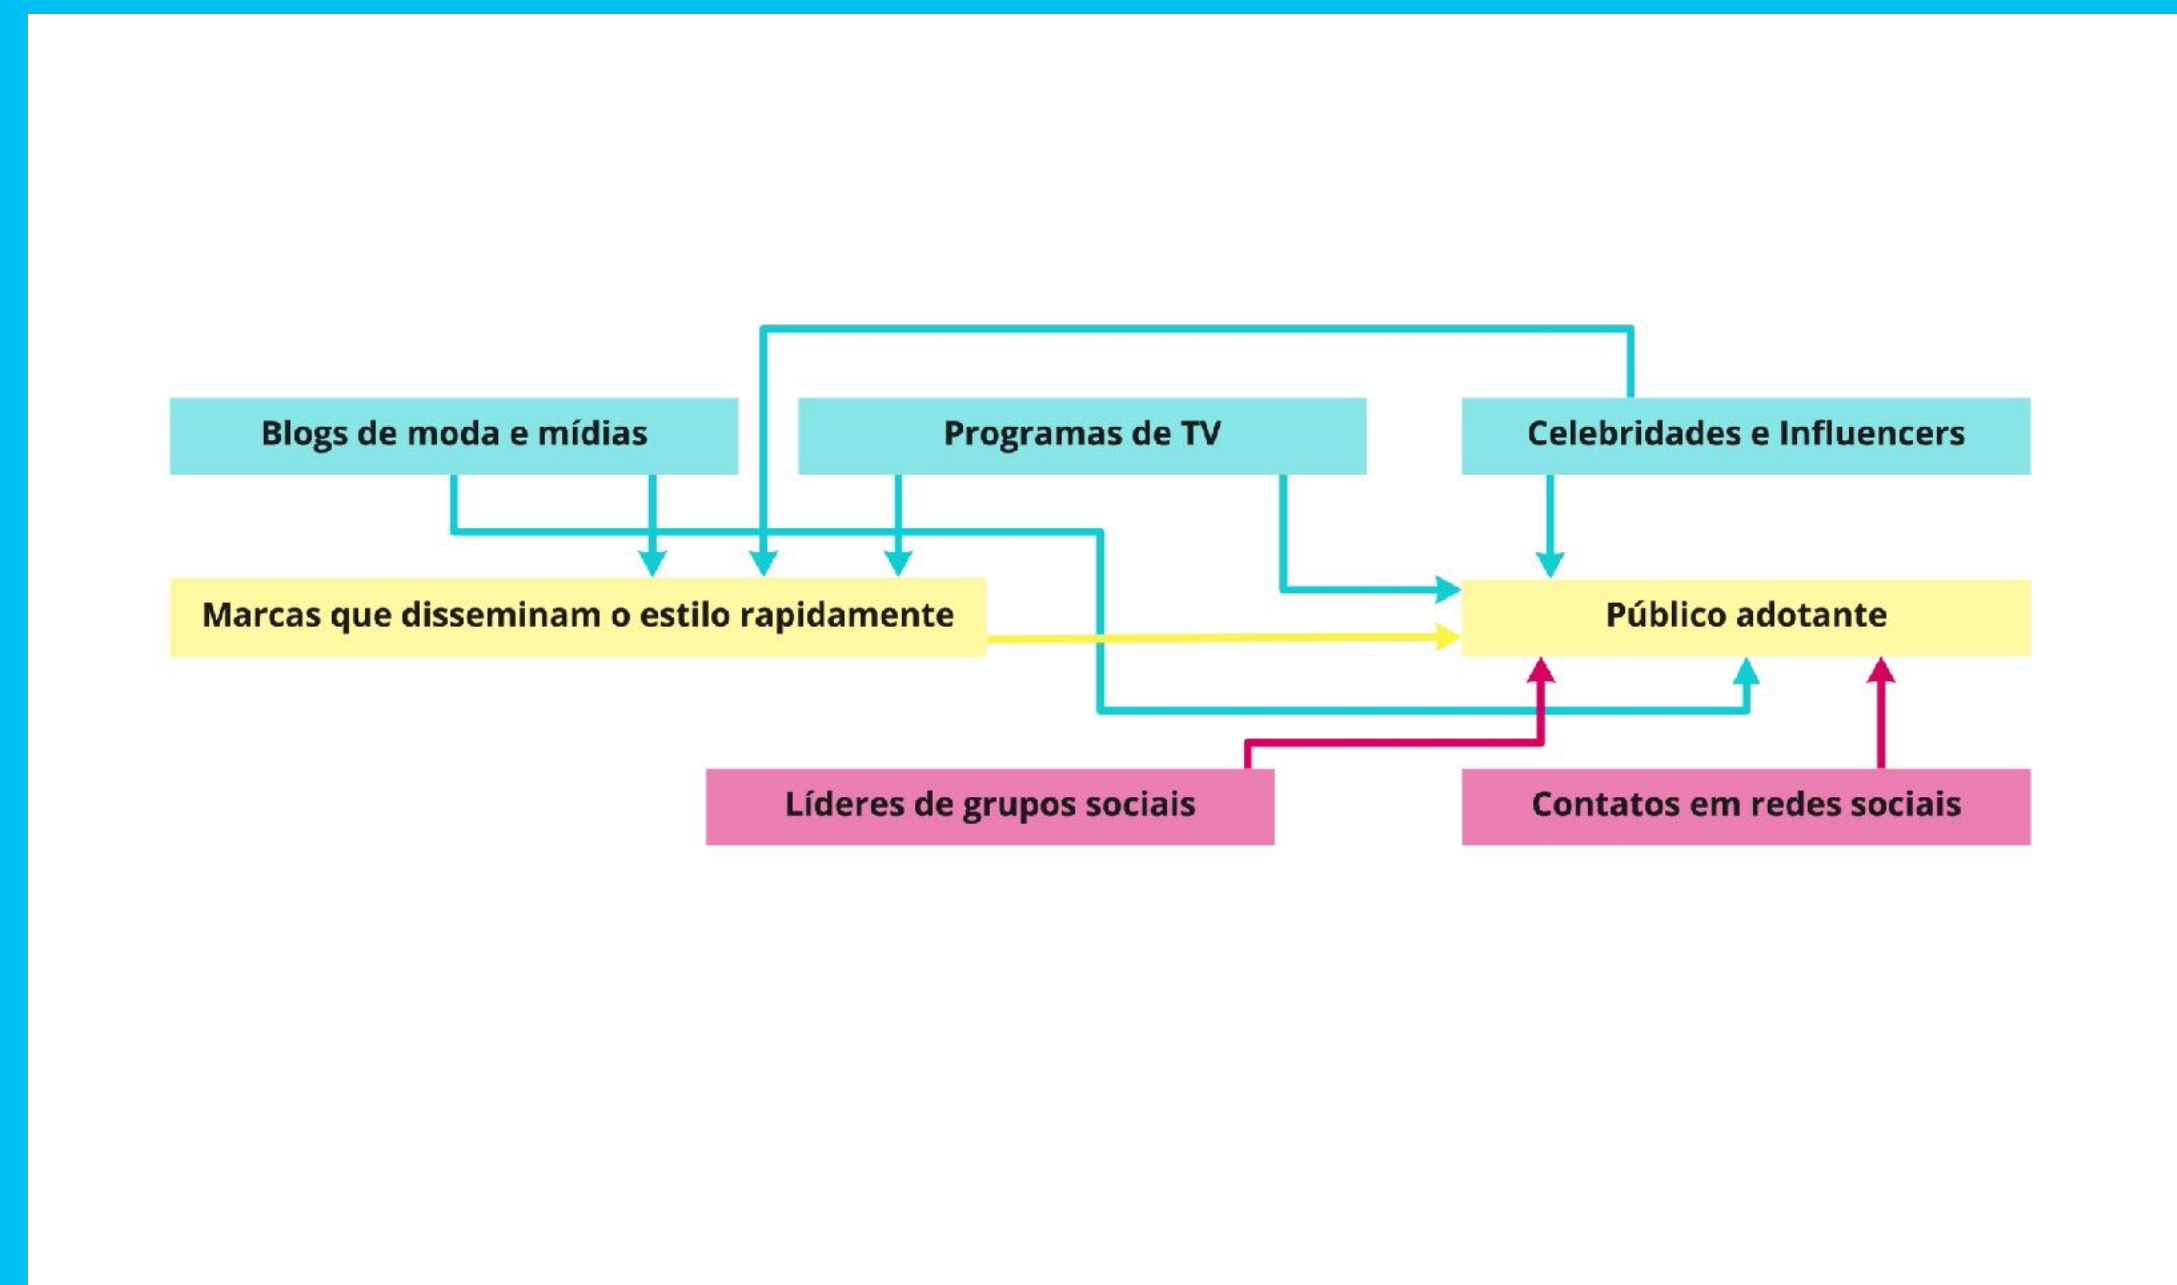 Blogs de moda e mídias
Programas de TV
Celebridades e Influencers
Marcas que disseminam o estilo rapidamente
Público adotante
Líderes de grupos sociais
Contatos em redes sociais